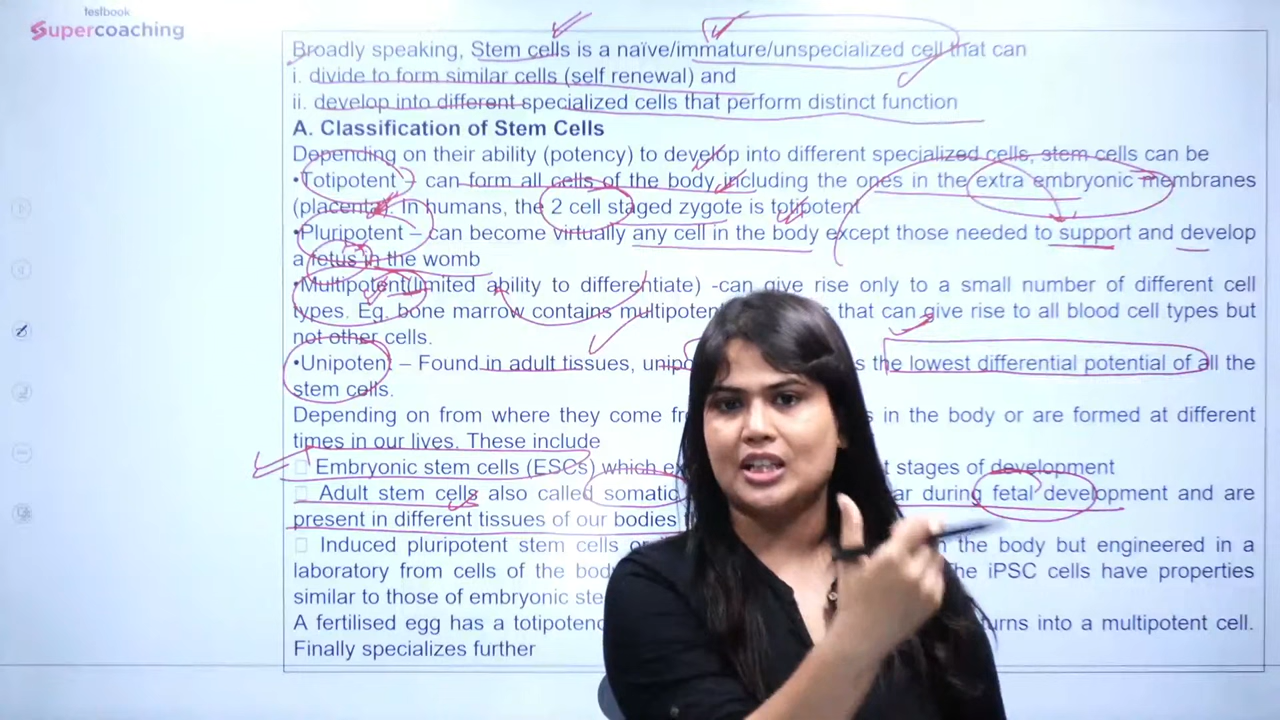 testbook
Supercoaching
Broadly speaking, Stem cells is a naïve/immature/unspecialized cell that can
i. divide to form similar cells (self renewal) and
ii. develop into different specialized cells that perform distinct function
A. Classification of Stem Cells
Depending on their ability (potency) to develop into different specialized cells, stem cells can be
•Totipotent – can form all cells of the body including the ones in the extra embryonic membranes
(placenta). In humans, the 2 cell staged zygote is totipotent
•Pluripotent – can become virtually any cell in the body except those needed to support and develop
a fetus in the womb
•Multipotent(limited ability to differentiate) -can give rise only to a small number of different cell
types. Eg. bone marrow contains that can give rise to all blood cell types but
not other cells.
•Unipotent – Found in adult tissues, the lowest differential potential of all the
stem cells.
Depending on from where they come in the body or are formed at different
times in our lives. These include
Embryonic stem cells (ESCs) which stages of development
Adult stem cells also called somatic during fetal development and are
present in different tissues of our bodies
Induced pluripotent stem cells the body but engineered in a
laboratory from cells of the iPSC cells have properties
similar to those of embryonic
A fertilised egg has a into a multipotent cell.
Finally specializes further